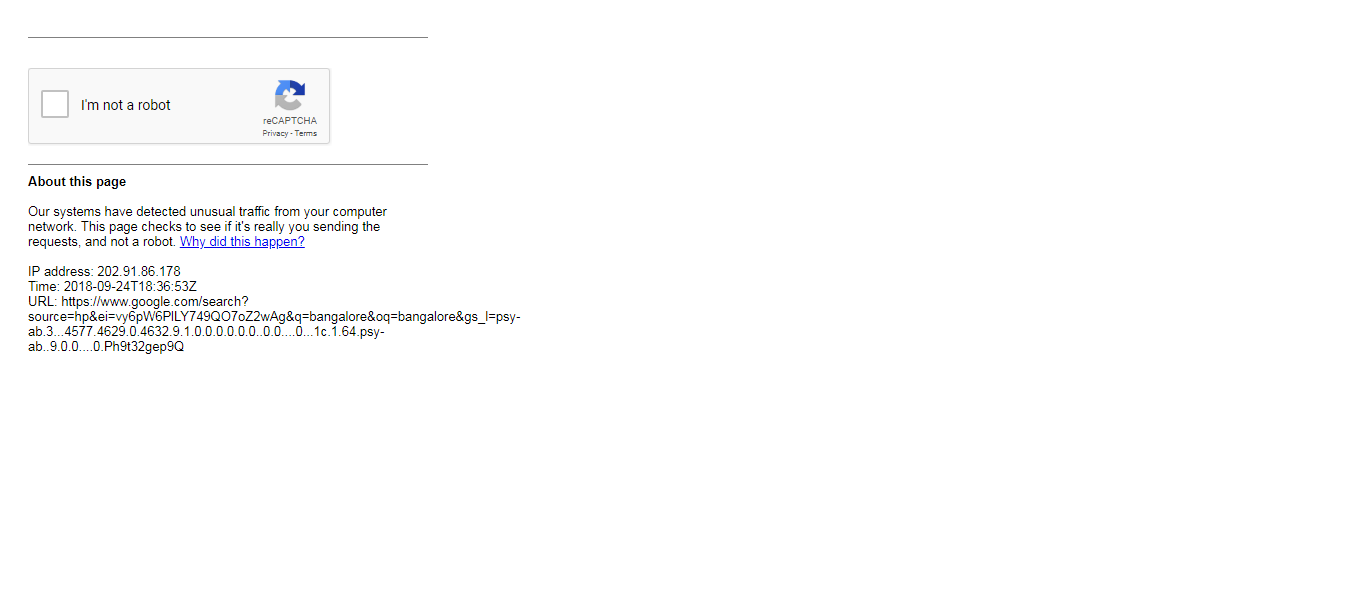 I'm not a robot
reCAPTCHA
Privacy - Terms
About this page
Our systems have detected unusual traffic from your computer
network. This page checks to see if it's really you sending the
requests, and not a robot. Why did this happen?
IP address: 202.91.86.178
Time: 2018-09-24T18:36:53Z
URL: https://www.google.com/search?
source=hp&ei=vy6pW6PlLY749QO7oZ2wAg&q=bangalore&oq=bangalore&gs_l=psy-
ab.3...4577.4629.0.4632.9.1.0.0.0.0.0.0..0.0....0...1c.1.64.psy-
ab..9.0.0....0.Ph9t32gep9Q